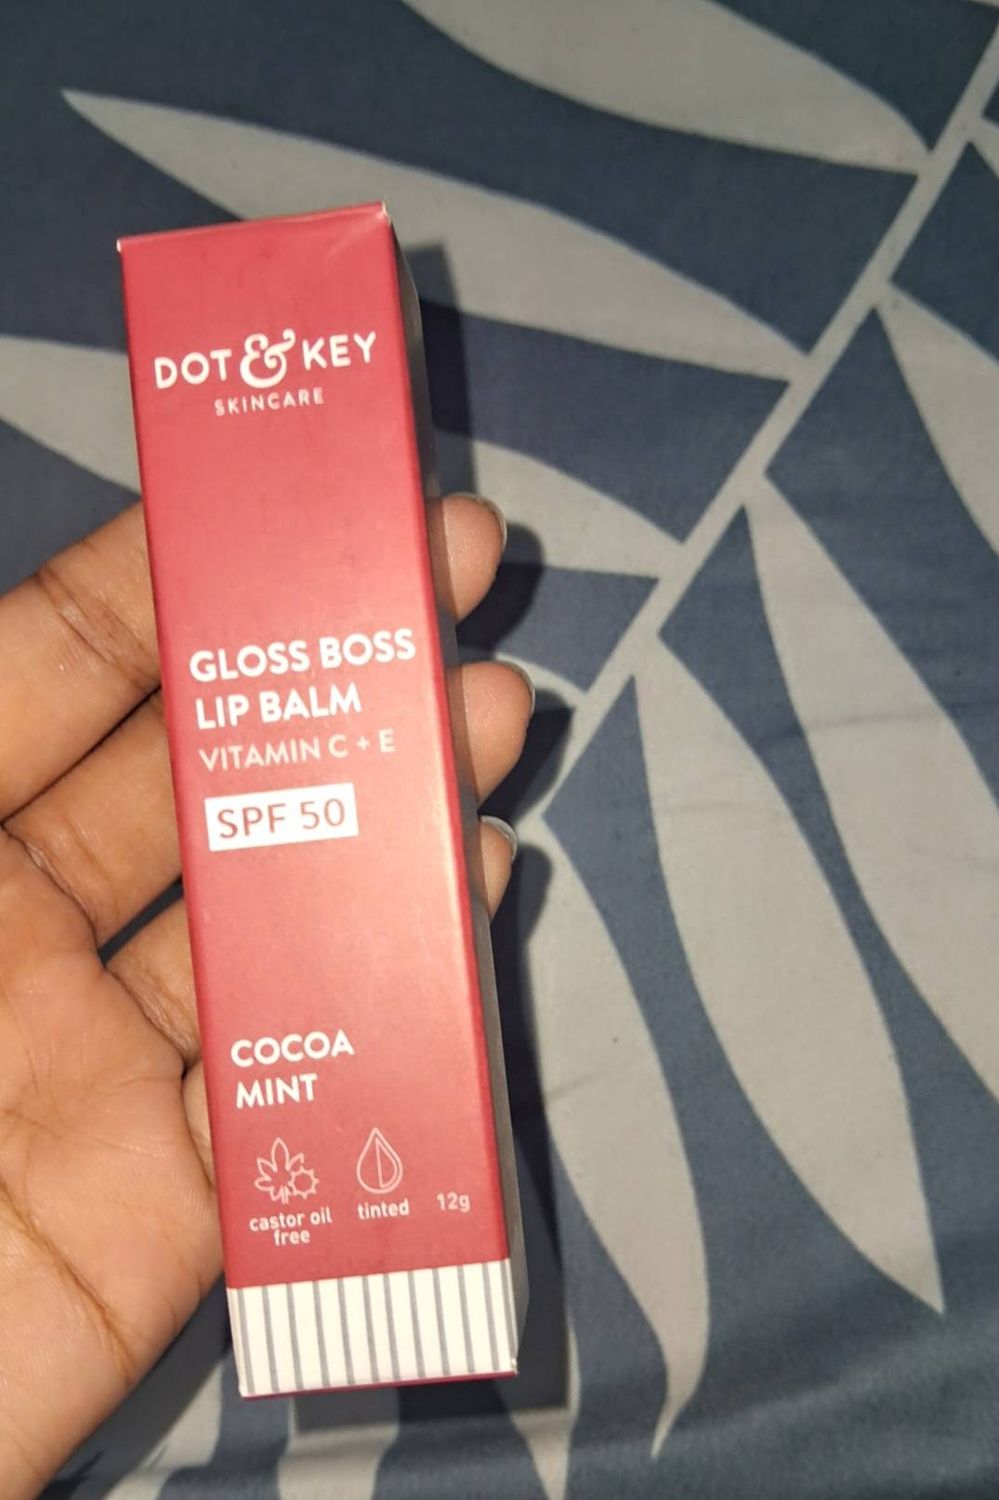 DOT & KEY
SKINCARE
GLOSS BOSS
LIP BALM
VITAMIN C + E
SPF 50
COCOA
MINT
castor oil
free
tinted
12g